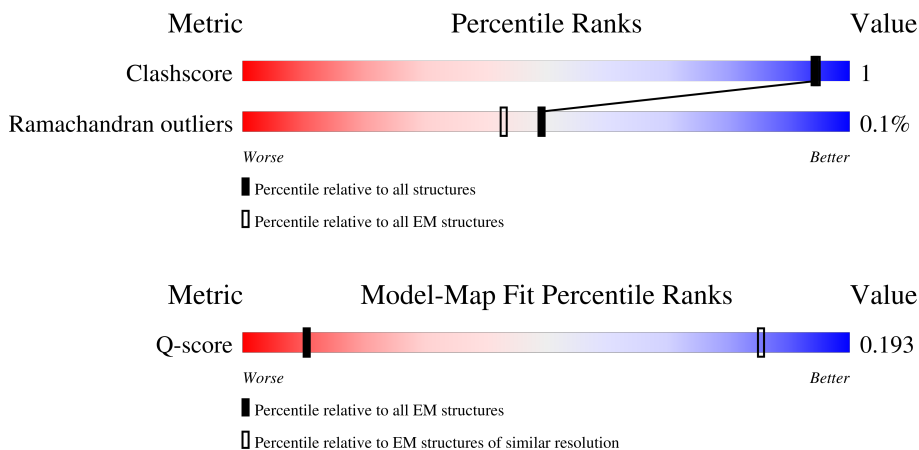 Metric Percentile Ranks Value
Clashscore 1
Ramachandran outliers 0.1%
Worse Better
Percentile relative to all structures
Percentile relative to all EM structures
Metric Model-Map Fit Percentile Ranks Value
Q-score 0.193
Worse Better
Percentile relative to all EM structures
Percentile relative to EM structures of similar resolution